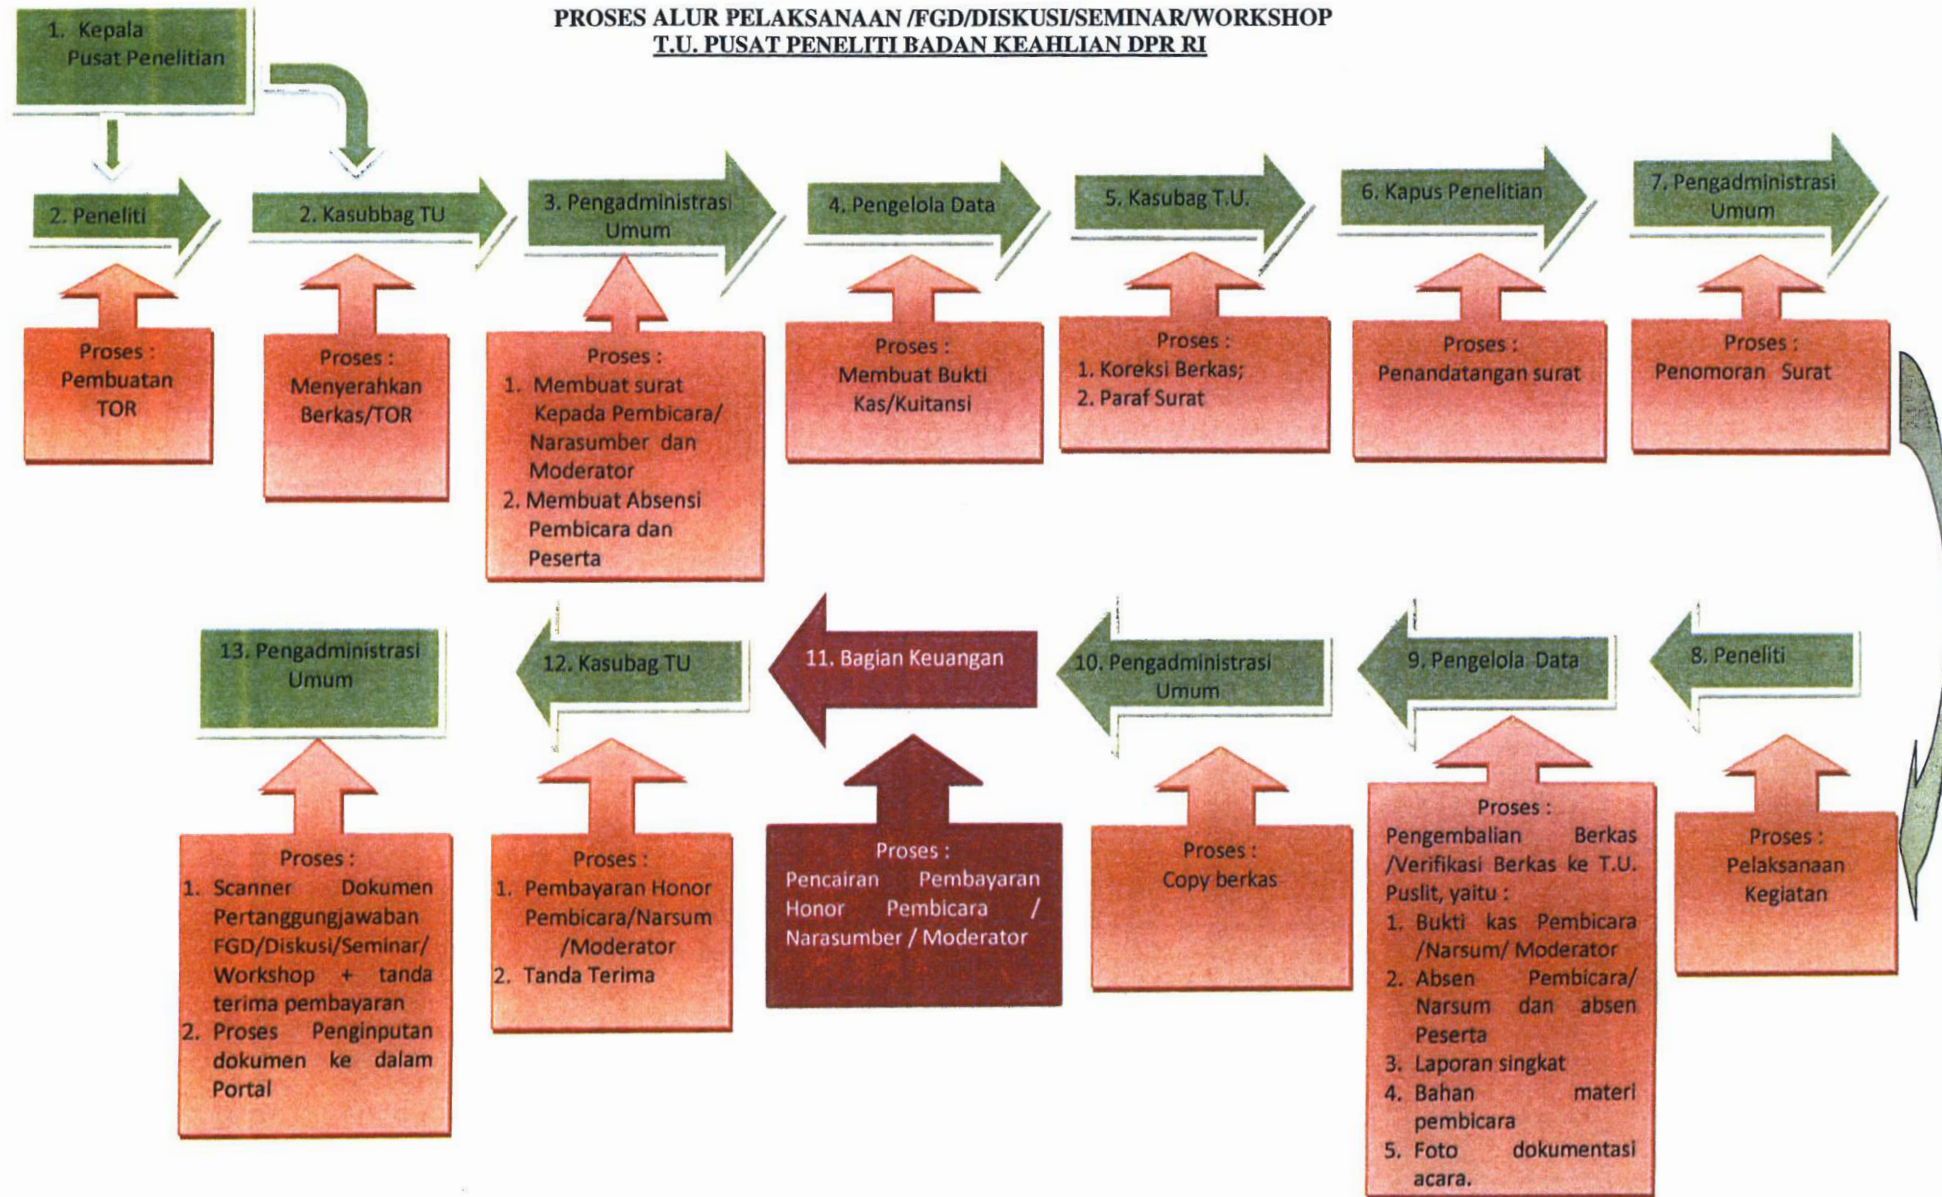 PROSES ALUR PELAKSANAAN /FGD/DISKUSI/SEMINAR/WORKSHOP
T.U. PUSAT PENELITI BADAN KEAHLIAN DPR RI
1. Kepala
Pusat Penelitian
2. Peneliti
2. Kasubbag TU
3. Pengadministrasi
Umum
4. Pengelola Data
5. Kasubag T.U.
6. Kapus Penelitian
7. Pengadministrasi
Umum
Proses :
Pembuatan
TOR
Proses :
Menyerahkan
Berkas/TOR
Proses :
1. Membuat surat
Kepada Pembicara/
Narasumber dan
Moderator
2. Membuat Absensi
Pembicara dan
Peserta
Proses :
Membuat Bukti
Kas/Kuitansi
Proses :
1. Koreksi Berkas;
2. Paraf Surat
Proses :
Penandatangan surat
Proses :
Penomoran Surat
8. Peneliti
9. Pengelola Data
10. Pengadministrasi
Umum
11. Bagian Keuangan
12. Kasubag TU
13. Pengadministrasi
Umum
Proses :
Pelaksanaan
Kegiatan
Proses :
Pengembalian Berkas
/Verifikasi Berkas ke T.U.
Puslit, yaitu :
1. Bukti kas Pembicara
/Narsum/ Moderator
2. Absen Pembicara/
Narsum dan absen
Peserta
3. Laporan singkat
4. Bahan materi
pembicara
5. Foto dokumentasi
acara.
Proses :
Copy berkas
Proses :
Pencairan Pembayaran
Honor Pembicara /
Narasumber / Moderator
Proses :
1. Pembayaran Honor
Pembicara/Narsum
/Moderator
2. Tanda Terima
Proses :
1. Scanner Dokumen
Pertanggungjawaban
FGD/Diskusi/Seminar/
Workshop + tanda
terima pembayaran
2. Proses Penginputan
dokumen ke dalam
Portal